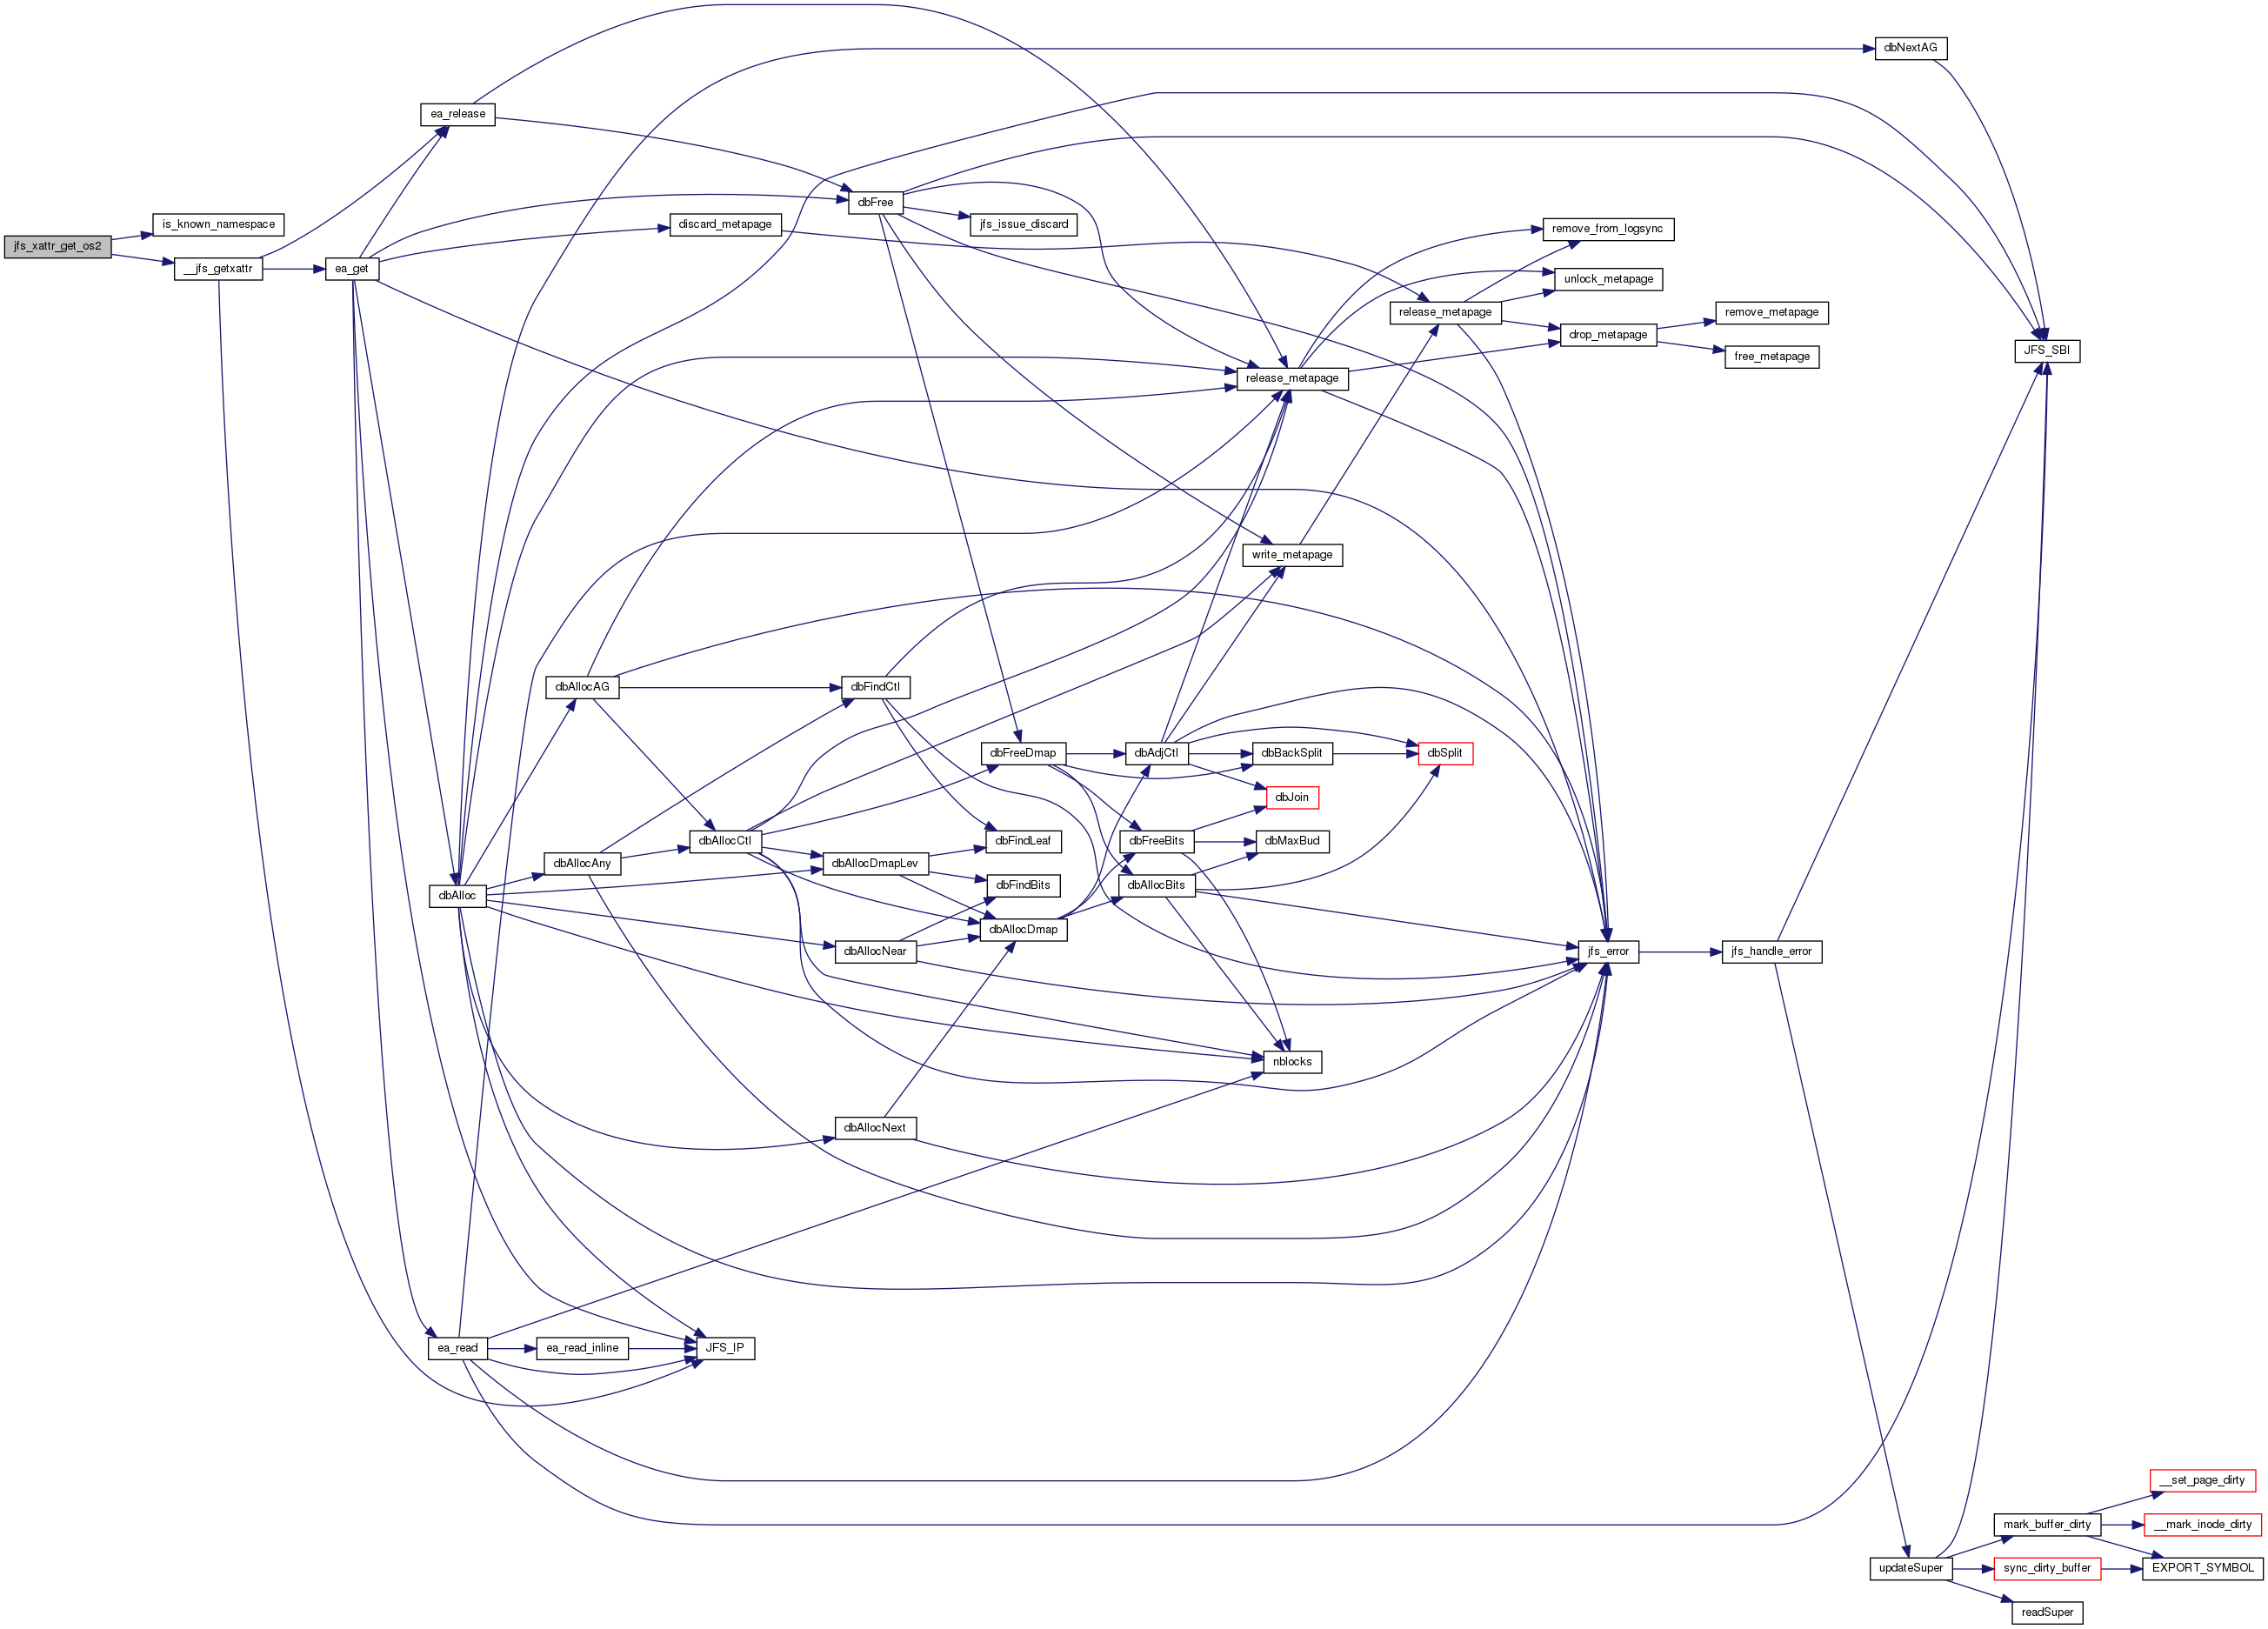 dbNextAG
ea_release
dbFree
is_known_namespace
jfs_issue_discard
discard_metapage
remove_from_logsync
jfs_xattr_get_os2
__jfs_getxattr
ea_get
unlock_metapage
release_metapage
remove_metapage
drop_metapage
JFS_SBI
free_metapage
release_metapage
write_metapage
dbAllocAG
dbFindCtl
dbFreeDmap
dbAdjCtl
dbBackSplit
dbSplit
dbJoin
dbAllocCtl
dbFindLeaf
dbFreeBits
dbMaxBud
dbAllocAny
dbAllocDmapLev
dbAlloc
dbFindBits
dbAllocBits
dbAllocDmap
dbAllocNear
jfs_error
jfs_handle_error
nblocks
dbAllocNext
ea_read
ea_read_inline
JFS_IP
__set_page_dirty
mark_buffer_dirty
__mark_inode_dirty
updateSuper
sync_dirty_buffer
EXPORT_SYMBOL
readSuper